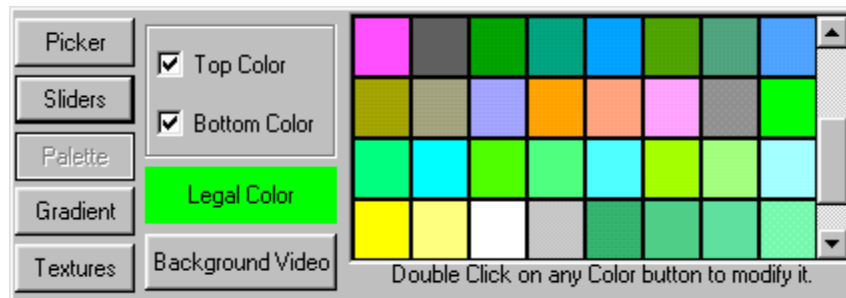 Picker
Sliders
Palette
Gradient
Textures
Top Color
Bottom Color
Legal Color
Background Video
Double Click on any Color button to modify it.